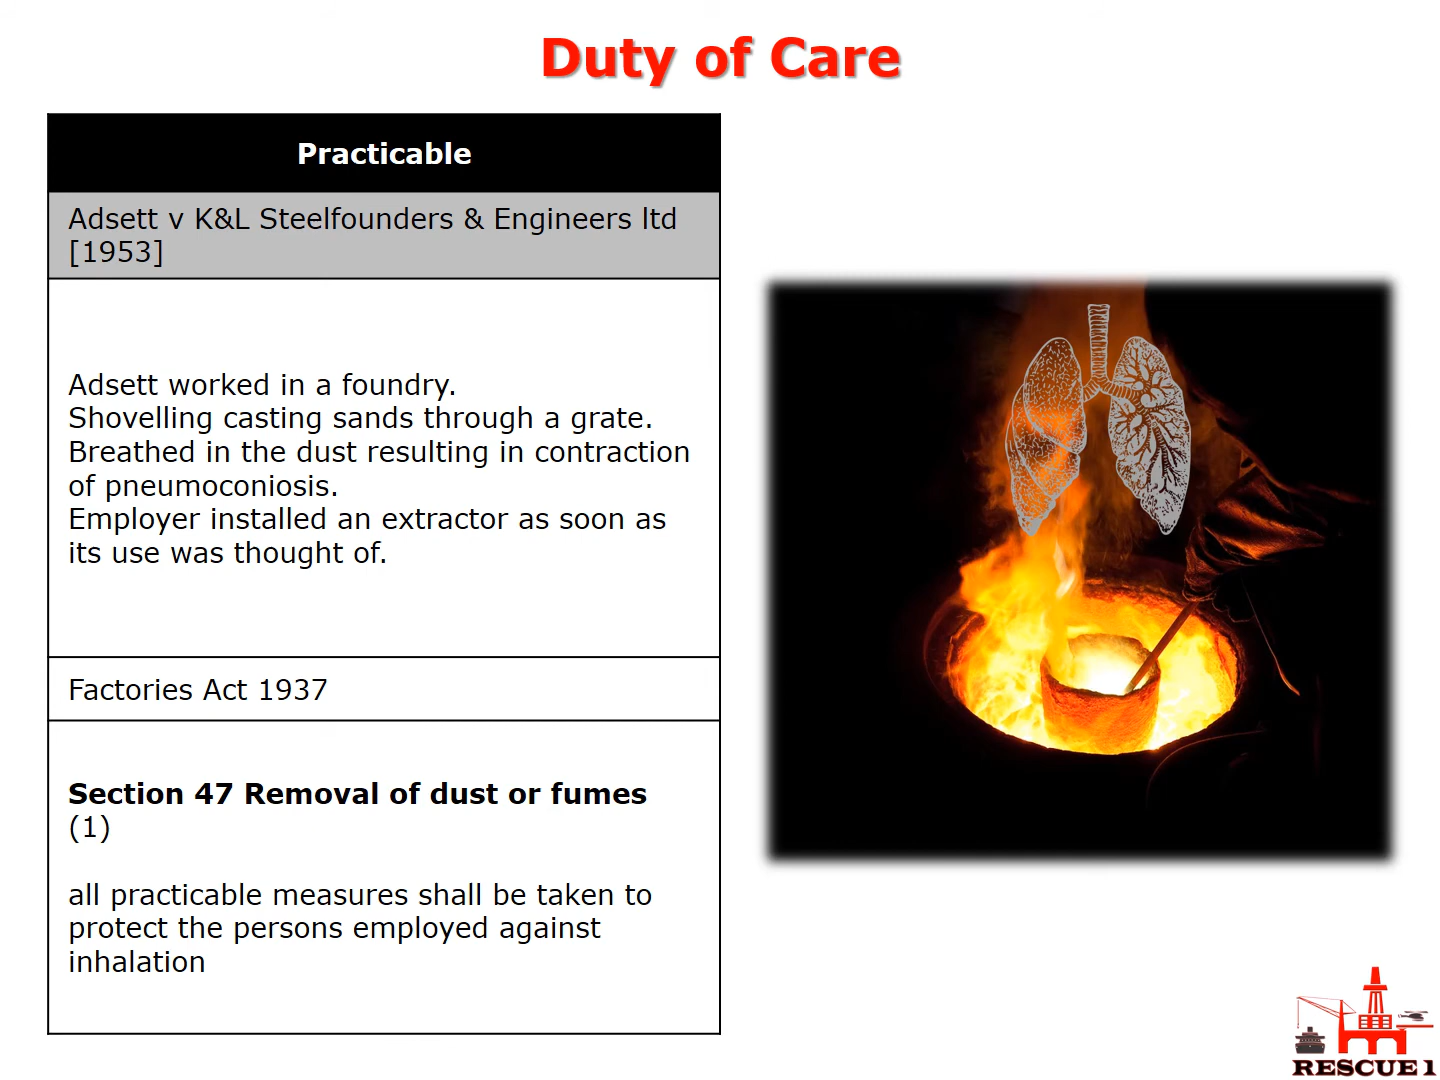 Duty of Care
Practicable
Adsett v K&L Steelfounders & Engineers ltd
[1953]
Adsett worked in a foundry.
Shovelling casting sands through a grate.
Breathed in the dust resulting in contraction
of pneumoconiosis.
Employer installed an extractor as soon as
its use was thought of.
Factories Act 1937
Section 47 Removal of dust or fumes
(1)
all practicable measures shall be taken to
protect the persons employed against
inhalation
RESCUE 1